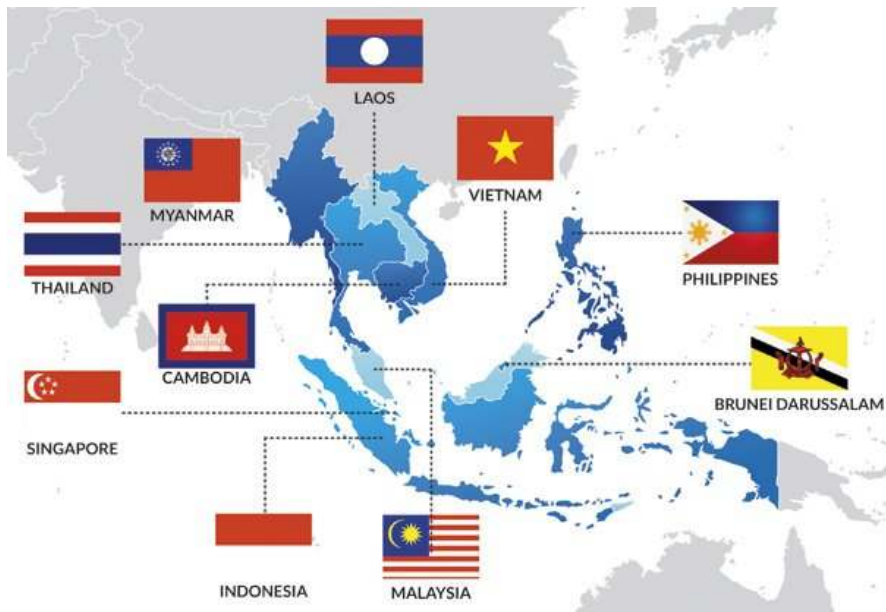 LAOS
MYANMAR
VIETNAM
THAILAND
PHILIPPINES
CAMBODIA
BRUNEI DARUSSALAM
SINGAPORE
INDONESIA
MALAYSIA